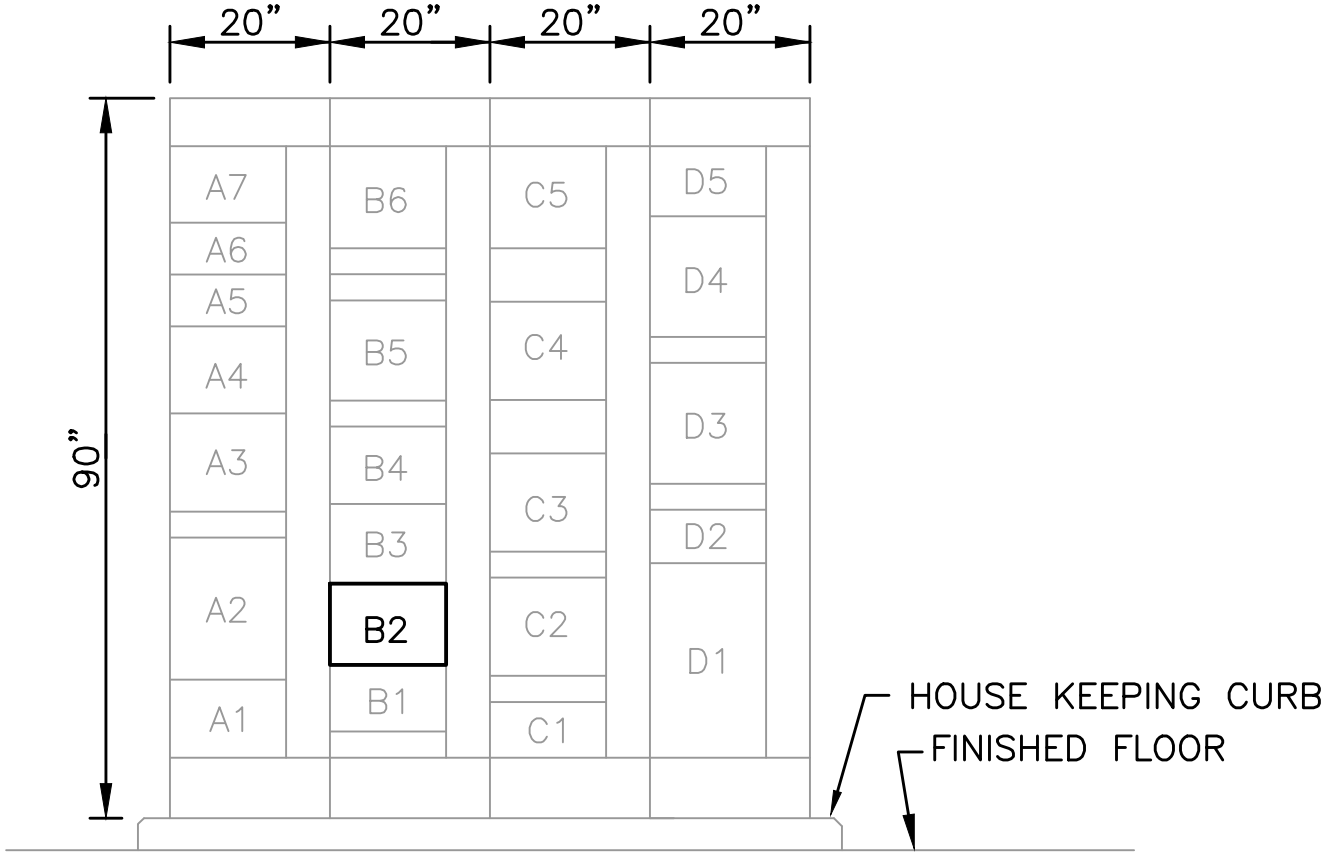 20” 20” 20” 20”
90”
A7 B6 C5 D5
A6 D4
A5 B5 C4
A4 D3
A3 B4 C3
B3 D2
A2 B2 C2
A1 B1 C1 D1
HOUSE KEEPING CURB
FINISHED FLOOR